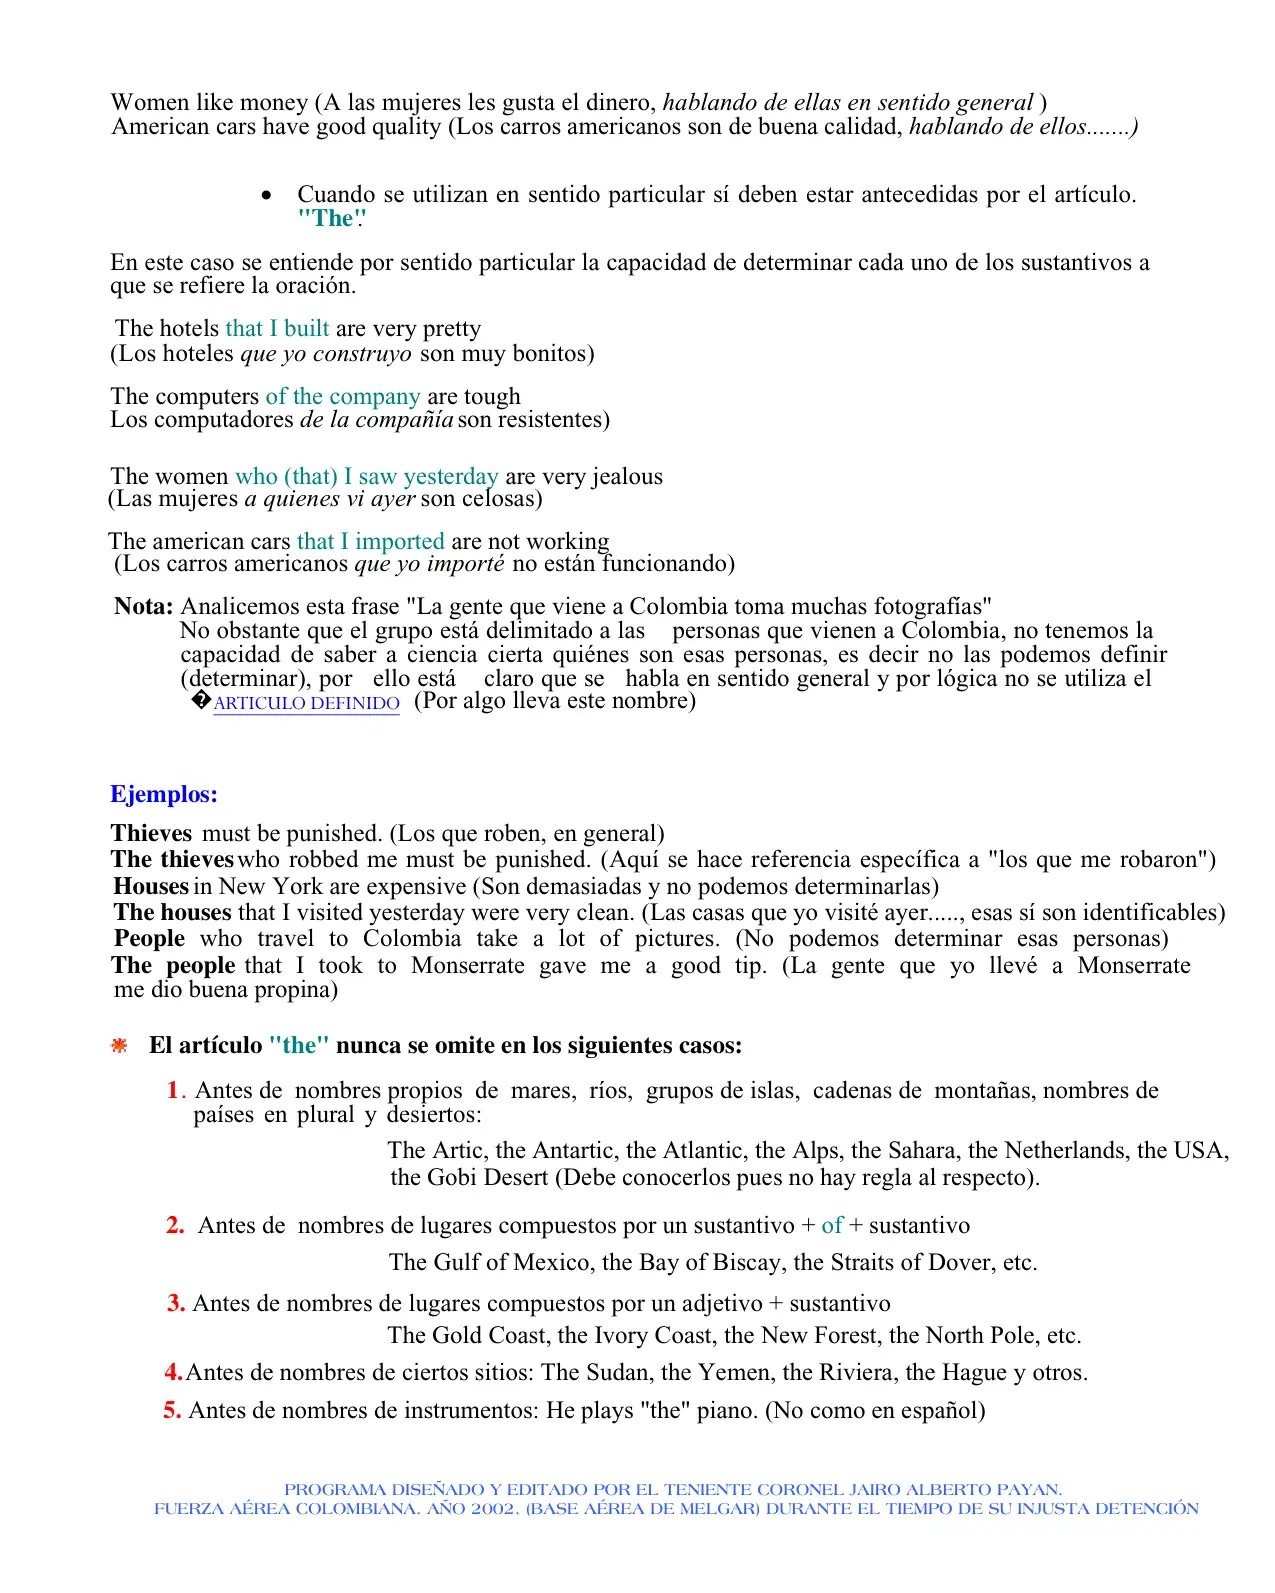 Women like money (A las mujeres les gusta el dinero, hablando de ellas en sentido general )
American cars have good quality (Los carros americanos son de buena calidad, hablando de ellos.......)
• Cuando se utilizan en sentido particular sí deben estar antecedidas por el artículo.
"The".
En este caso se entiende por sentido particular la capacidad de determinar cada uno de los sustantivos a
que se refiere la oración.
The hotels that I built are very pretty
(Los hoteles que yo construyo son muy bonitos)
The computers of the company are tough
Los computadores de la compañía son resistentes)
The women who (that) I saw yesterday are very jealous
(Las mujeres a quienes vi ayer son celosas)
The american cars that I imported are not working
(Los carros americanos que yo importé no están funcionando)
Nota: Analicemos esta frase "La gente que viene a Colombia toma muchas fotografías"
No obstante que el grupo está delimitado a las personas que vienen a Colombia, no tenemos la
capacidad de saber a ciencia cierta quiénes son esas personas, es decir no las podemos definir
(determinar), por ello está claro que se habla en sentido general y por lógica no se utiliza el
�ARTICULO DEFINIDO (Por algo lleva este nombre)
Ejemplos:
Thieves must be punished. (Los que roben, en general)
The thieves who robbed me must be punished. (Aquí se hace referencia específica a "los que me robaron")
Houses in New York are expensive (Son demasiadas y no podemos determinarlas)
The houses that I visited yesterday were very clean. (Las casas que yo visité ayer....., esas sí son identificables)
People who travel to Colombia take a lot of pictures. (No podemos determinar esas personas)
The people that I took to Monserrate gave me a good tip. (La gente que yo llevé a Monserrate
me dio buena propina)
El artículo "the" nunca se omite en los siguientes casos:
1. Antes de nombres propios de mares, ríos, grupos de islas, cadenas de montañas, nombres de
países en plural y desiertos:
The Artic, the Antartic, the Atlantic, the Alps, the Sahara, the Netherlands, the USA,
the Gobi Desert (Debe conocerlos pues no hay regla al respecto).
2. Antes de nombres de lugares compuestos por un sustantivo + of + sustantivo
The Gulf of Mexico, the Bay of Biscay, the Straits of Dover, etc.
3. Antes de nombres de lugares compuestos por un adjetivo + sustantivo
The Gold Coast, the Ivory Coast, the New Forest, the North Pole, etc.
4.Antes de nombres de ciertos sitios: The Sudan, the Yemen, the Riviera, the Hague y otros.
5. Antes de nombres de instrumentos: He plays "the" piano. (No como en español)
PROGRAMA DISEÑADO Y EDITADO POR EL TENIENTE CORONEL JAIRO ALBERTO PAYAN.
FUERZA AÉREA COLOMBIANA. AÑO 2002. (BASE AÉREA DE MELGAR) DURANTE EL TIEMPO DE SU INJUSTA DETENCIÓN